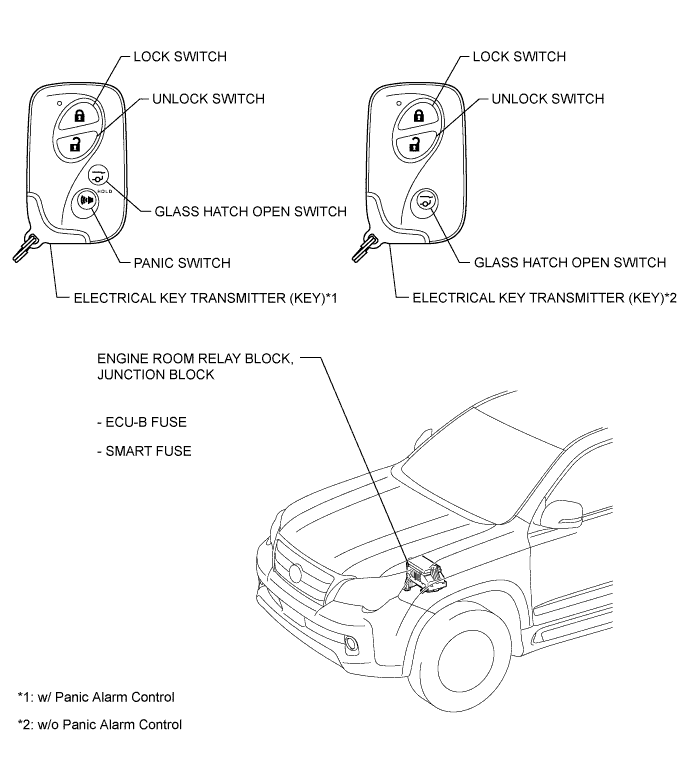 LOCK SWITCH
UNLOCK SWITCH
HOLD
GLASS HATCH OPEN SWITCH
PANIC SWITCH
ELECTRICAL KEY TRANSMITTER (KEY)*1
LOCK SWITCH
UNLOCK SWITCH
GLASS HATCH OPEN SWITCH
ELECTRICAL KEY TRANSMITTER (KEY)*2
ENGINE ROOM RELAY BLOCK,
JUNCTION BLOCK
- ECU-B FUSE
- SMART FUSE
*1: w/ Panic Alarm Control
*2: w/o Panic Alarm Control